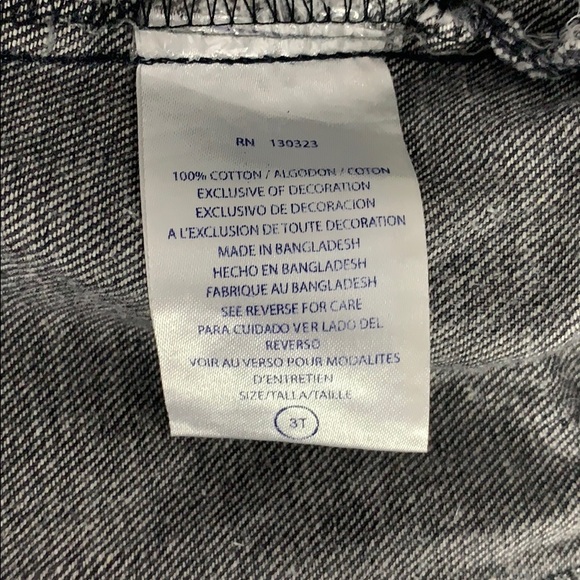 RN 130323
100% COTTON / ALGODON / COTON
EXCLUSIVE OF DECORATION
EXCLUSIVO DE DECORACION
A L'EXCLUSION DE TOUTE DECORATION
MADE IN BANGLADESH
HECHO EN BANGLADESH
FABRIQUE AU BANGLADESH
SEE REVERSE FOR CARE
PARA CUIDADO VER LADO DEL
REVERSO
VOIR AU VERSO POUR MODALITES
D'ENTRETIEN
SIZE/TALLA/TAILLE
3T